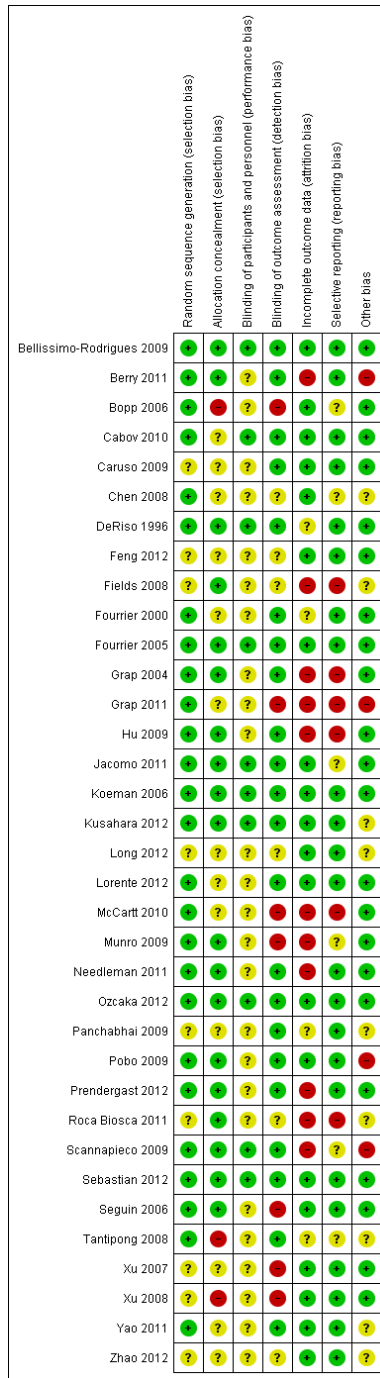 Random sequence generation (selection bias)
Allocation concealment (selection bias)
Blinding of participants and personnel (performance bias)
Blinding of outcome assessment (detection bias)
Incomplete outcome data (attrition bias)
Selective reporting (reporting bias)
Other bias
Bellissimo-Rodrigues 2009 + + + + + + +
Berry 2011 + + ? + - + -
Bopp 2006 + - ? - + ? +
Cabov 2010 + ? + + + + +
Caruso 2009 ? ? ? + + + +
Chen 2008 + ? ? ? + ? ?
DeRiso 1996 + + + + ? + +
Feng 2012 ? ? ? ? + + +
Fields 2008 ? + ? ? - - ?
Fourrier 2000 + ? ? + ? + +
Fourrier 2005 + + + + + + +
Grap 2004 + + ? + - - +
Grap 2011 + ? ? - - - -
Hu 2009 + + ? + - - +
Jacomo 2011 + + + + + ? +
Koeman 2006 + + + + + + +
Kusahara 2012 + + + + + + ?
Long 2012 ? ? ? ? + + ?
Lorente 2012 + ? ? + + + +
McCartt 2010 + ? ? - - - +
Munro 2009 + + ? - - ? +
Needleman 2011 + + ? + - + +
Ozcaka 2012 + + + + + + +
Panchabhai 2009 ? ? ? + ? + ?
Pobo 2009 + + ? + + + -
Prendergast 2012 + + ? + - + +
Roca Biosca 2011 ? + ? ? - - ?
Scannapieco 2009 + + + + - ? -
Sebastian 2012 + + + + + + +
Seguin 2006 + + ? - + + +
Tantipong 2008 + - ? + ? ? ?
Xu 2007 ? ? ? - + + +
Xu 2008 ? - ? - + + +
Yao 2011 + ? ? + + + ?
Zhao 2012 ? ? ? ? + + ?